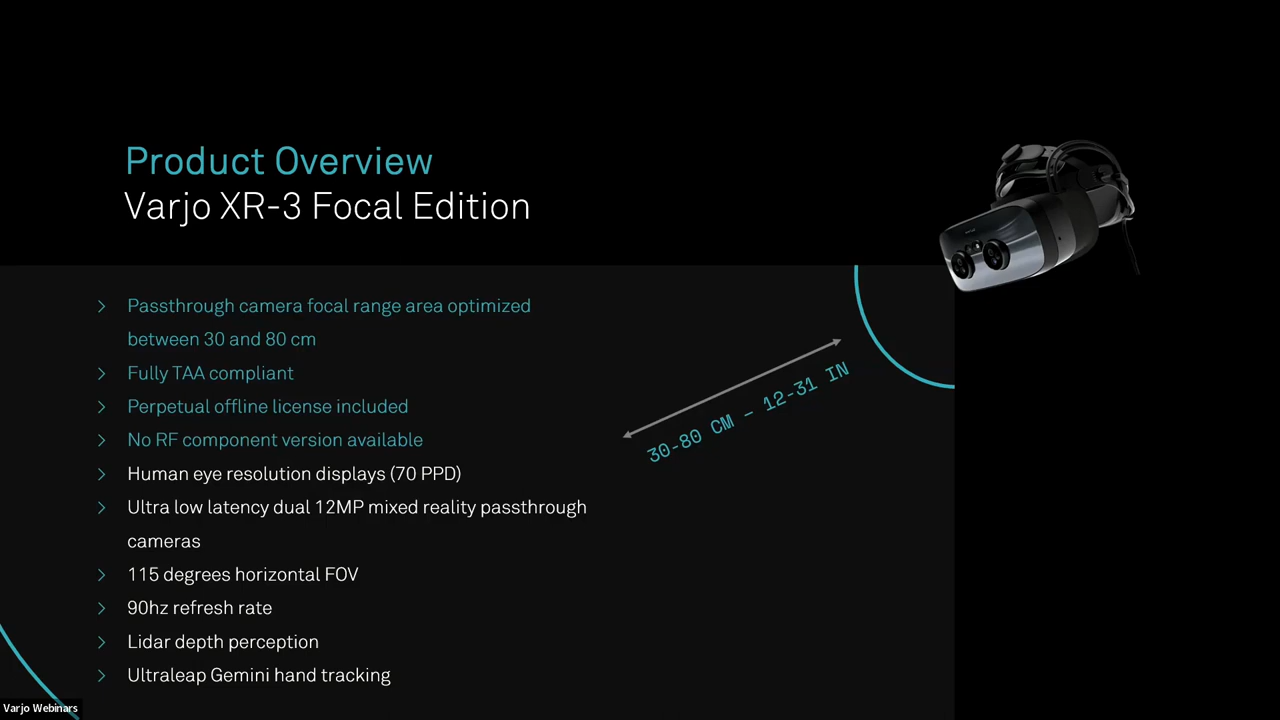 Product Overview
Varjo XR-3 Focal Edition
Passthrough camera focal range area optimized
between 30 and 80 cm
Fully TAA compliant
Perpetual offline license included
No RF component version available
Human eye resolution displays (70 PPD)
Ultra low latency dual 12MP mixed reality passthrough
cameras
115 degrees horizontal FOV
90hz refresh rate
Lidar depth perception
Ultraleap Gemini hand tracking
30-80 CM – 12-31 IN
Varjo Webinars